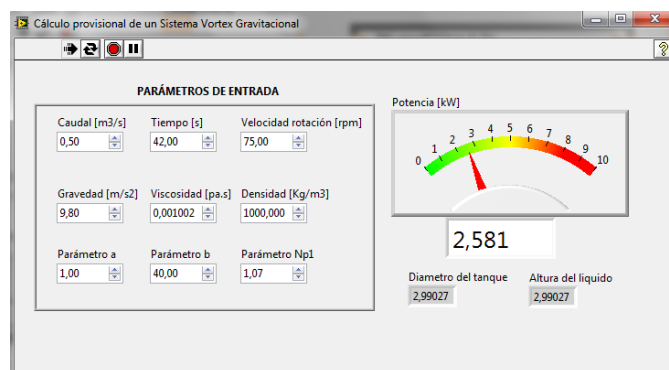 Cálculo provisional de un Sistema Vortex Gravitacional
PARÁMETROS DE ENTRADA
Caudal [m3/s] Tiempo [s] Velocidad rotación [rpm]
0,50 42,00 75,00
Gravedad [m/s2] Viscosidad [pa.s] Densidad [Kg/m3]
9,80 0,001002 1000,000
Parámetro a Parámetro b Parámetro Np1
1,00 40,00 1,07
Potencia [kW]
0 1 2 3 4 5 6 7 8 9 10
2,581
Diametro del tanque Altura del liquido
2,99027 2,99027